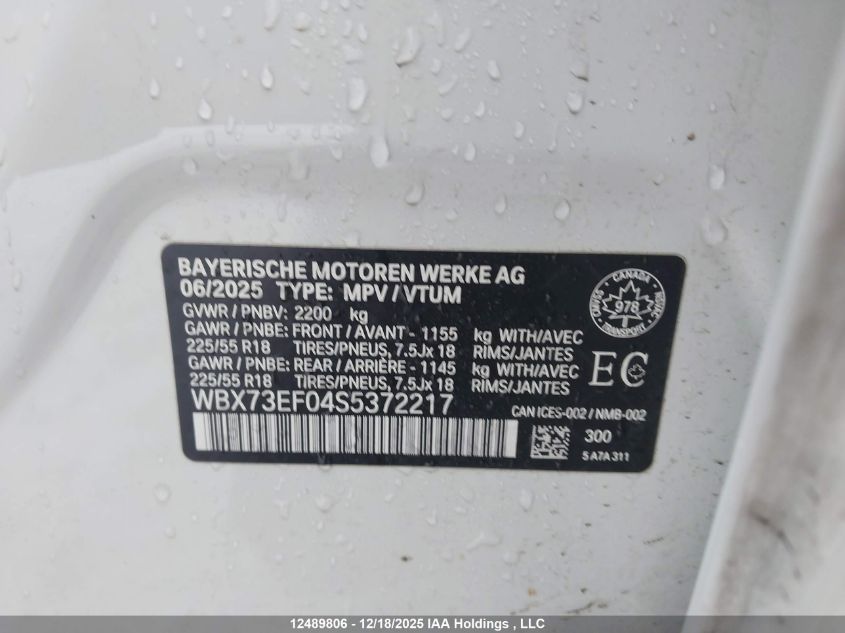 BAYERISCHE MOTOREN WERKE AG
06/2025 TYPE: MPV / VTUM
GVWR / PNBV: 2200 kg
GAWR / PNBE: FRONT / AVANT - 1155 kg WITH/AVEC
225/55 R18 TIRES/PNEUS, 7.5Jx 18 RIMS/JANTES
GAWR / PNBE: REAR / ARRIÈRE - 1145 kg WITH/AVEC
225/55 R18 TIRES/PNEUS, 7.5Jx 18 RIMS/JANTES
WBX73EF04S5372217
CANADA
978
TRANSPORT
EC
CAN ICES-002 / NMB-002
300
5 A7A 311
12489806 - 12/18/2025 IAA Holdings , LLC